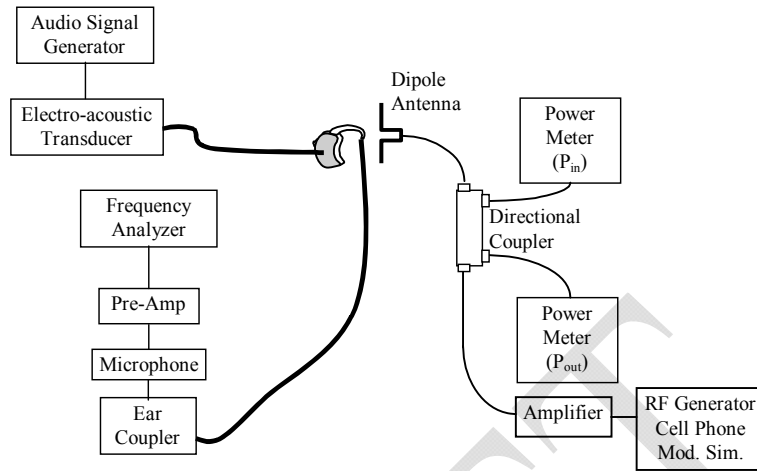 Audio Signal
Generator
Electro-acoustic
Transducer
Dipole
Antenna
Power
Meter
(Pin)
Frequency
Analyzer
Directional
Coupler
Pre-Amp
Power
Meter
(Pout)
Microphone
Ear
Coupler
Amplifier
RF Generator
Cell Phone
Mod. Sim.